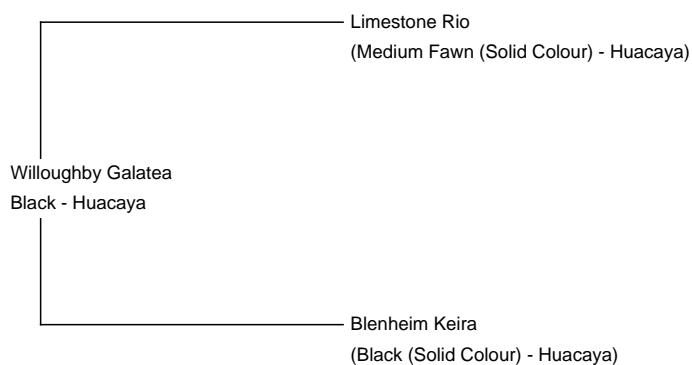 Limestone Rio
(Medium Fawn (Solid Colour) - Huacaya)
Willoughby Galatea
Black - Huacaya
Blenheim Keira
(Black (Solid Colour) - Huacaya)